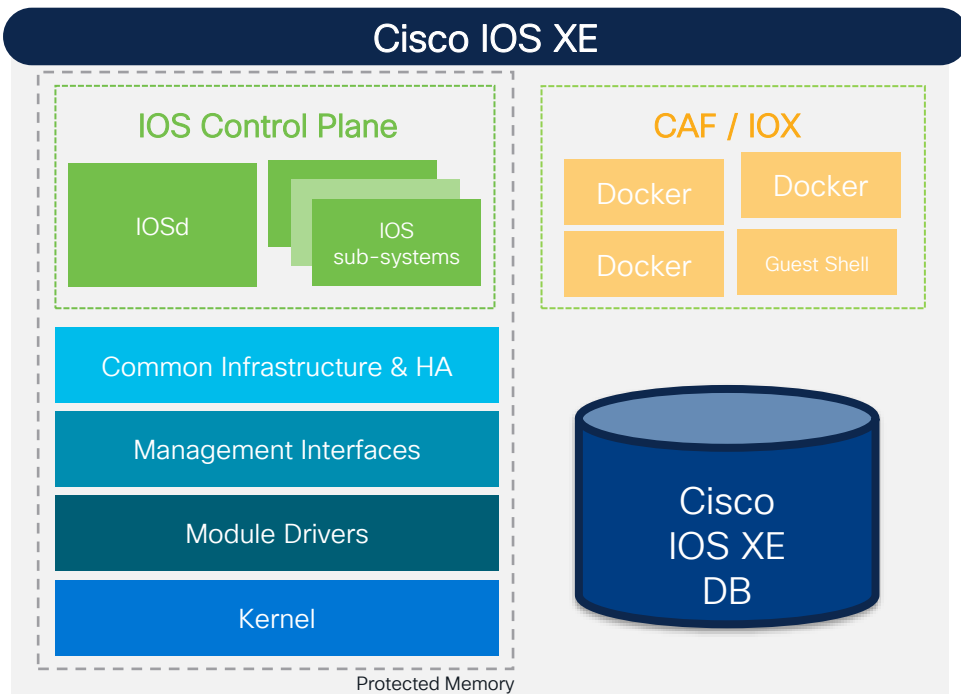 Cisco IOS XE
IOS Control Plane
IOSd
IOS
sub-systems
CAF / IOX
Docker
Docker
Docker
Guest Shell
Common Infrastructure & HA
Management Interfaces
Module Drivers
Kernel
Protected Memory
Cisco
IOS XE
DB